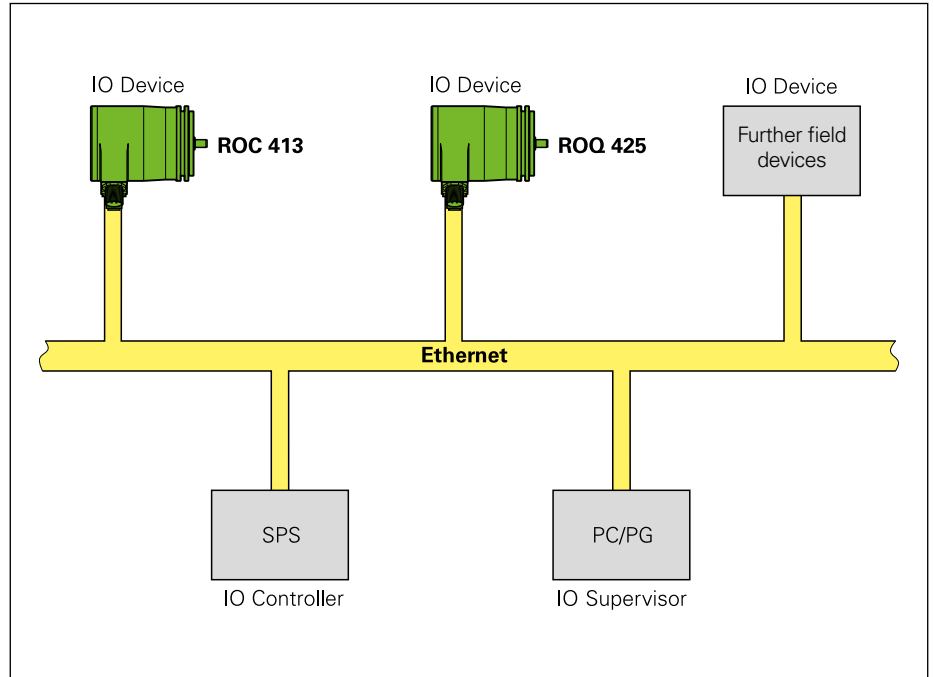 IO Device
IO Device
IO Device
ROC 413
ROQ 425
Further field
devices
Ethernet
SPS
PC/PG
IO Controller
IO Supervisor